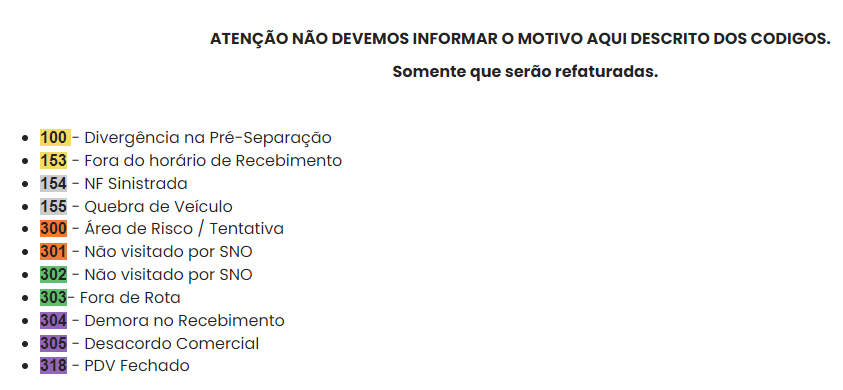 ATENÇÃO NÃO DEVEMOS INFORMAR O MOTIVO AQUI DESCRITO DOS CODIGOS.
Somente que serão refaturadas.
100 - Divergência na Pré-Separação
153 - Fora do horário de Recebimento
154 - NF Sinistrada
155 - Quebra de Veículo
300 - Área de Risco / Tentativa
301 - Não visitado por SNO
302 - Não visitado por SNO
303- Fora de Rota
304 - Demora no Recebimento
305 - Desacordo Comercial
318 - PDV Fechado